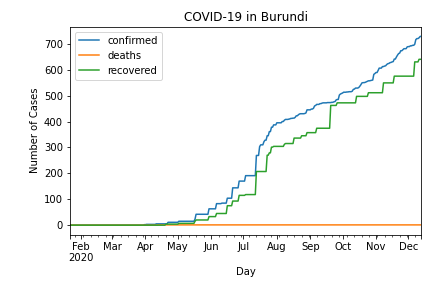 COVID-19 in Burundi
confirmed
deaths
recovered
Number of Cases
700
600
500
400
300
200
100
0
Feb Mar Apr May Jun Jul Aug Sep Oct Nov Dec
2020
Day